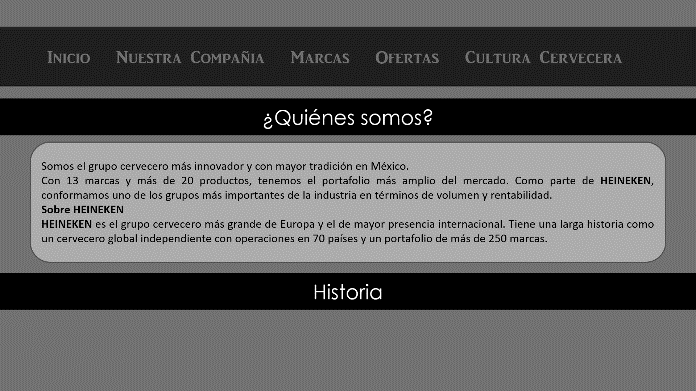 Inicio Nuestra Compañia Marcas Ofertas Cultura Cervecera
¿Quiénes somos?
Somos el grupo cervecero más innovador y con mayor tradición en México.
Con 13 marcas y más de 20 productos, tenemos el portafolio más amplio del mercado. Como parte de HEINEKEN,
conformamos uno de los grupos más importantes de la industria en términos de volumen y rentabilidad.
Sobre HEINEKEN
HEINEKEN es el grupo cervecero más grande de Europa y el de mayor presencia internacional. Tiene una larga historia como
un cervecero global independiente con operaciones en 70 países y un portafolio de más de 250 marcas.
Historia